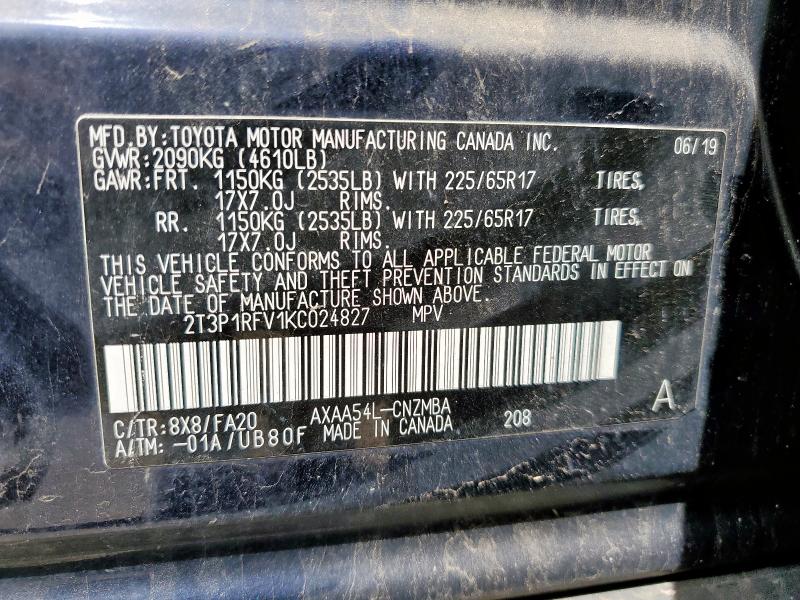 MFD.BY:TOYOTA MOTOR MANUFACTURING CANADA INC. 06/19
GVWR:2090KG (4610LB)
GAWR:FRT. 1150KG (2535LB) WITH 225/65R17 TIRES,
17X7.0J RIMS.
RR. 1150KG (2535LB) WITH 225/65R17 TIRES,
17X7.0J RIMS.
THIS VEHICLE CONFORMS TO ALL APPLICABLE FEDERAL MOTOR
VEHICLE SAFETY AND THEFT PREVENTION STANDARDS IN EFFECT ON
THE DATE OF MANUFACTURE SHOWN ABOVE.
2T3P1RFV1KC024827 MPV
C/TR:8X8/FA20 AXAA54L-CNZMBA 208 A
A/TM: -01A/UB80F MADE IN CANADA